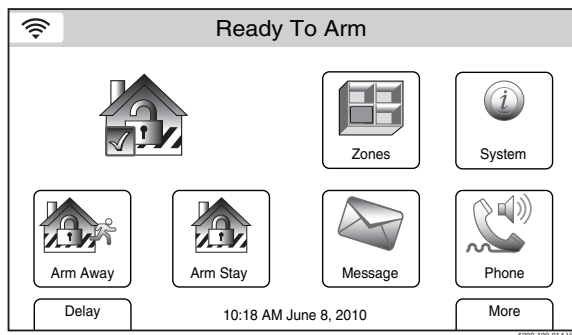 Ready To Arm
Zones
System
Arm Away
Arm Stay
Message
Phone
Delay
10:18 AM June 8, 2010
More